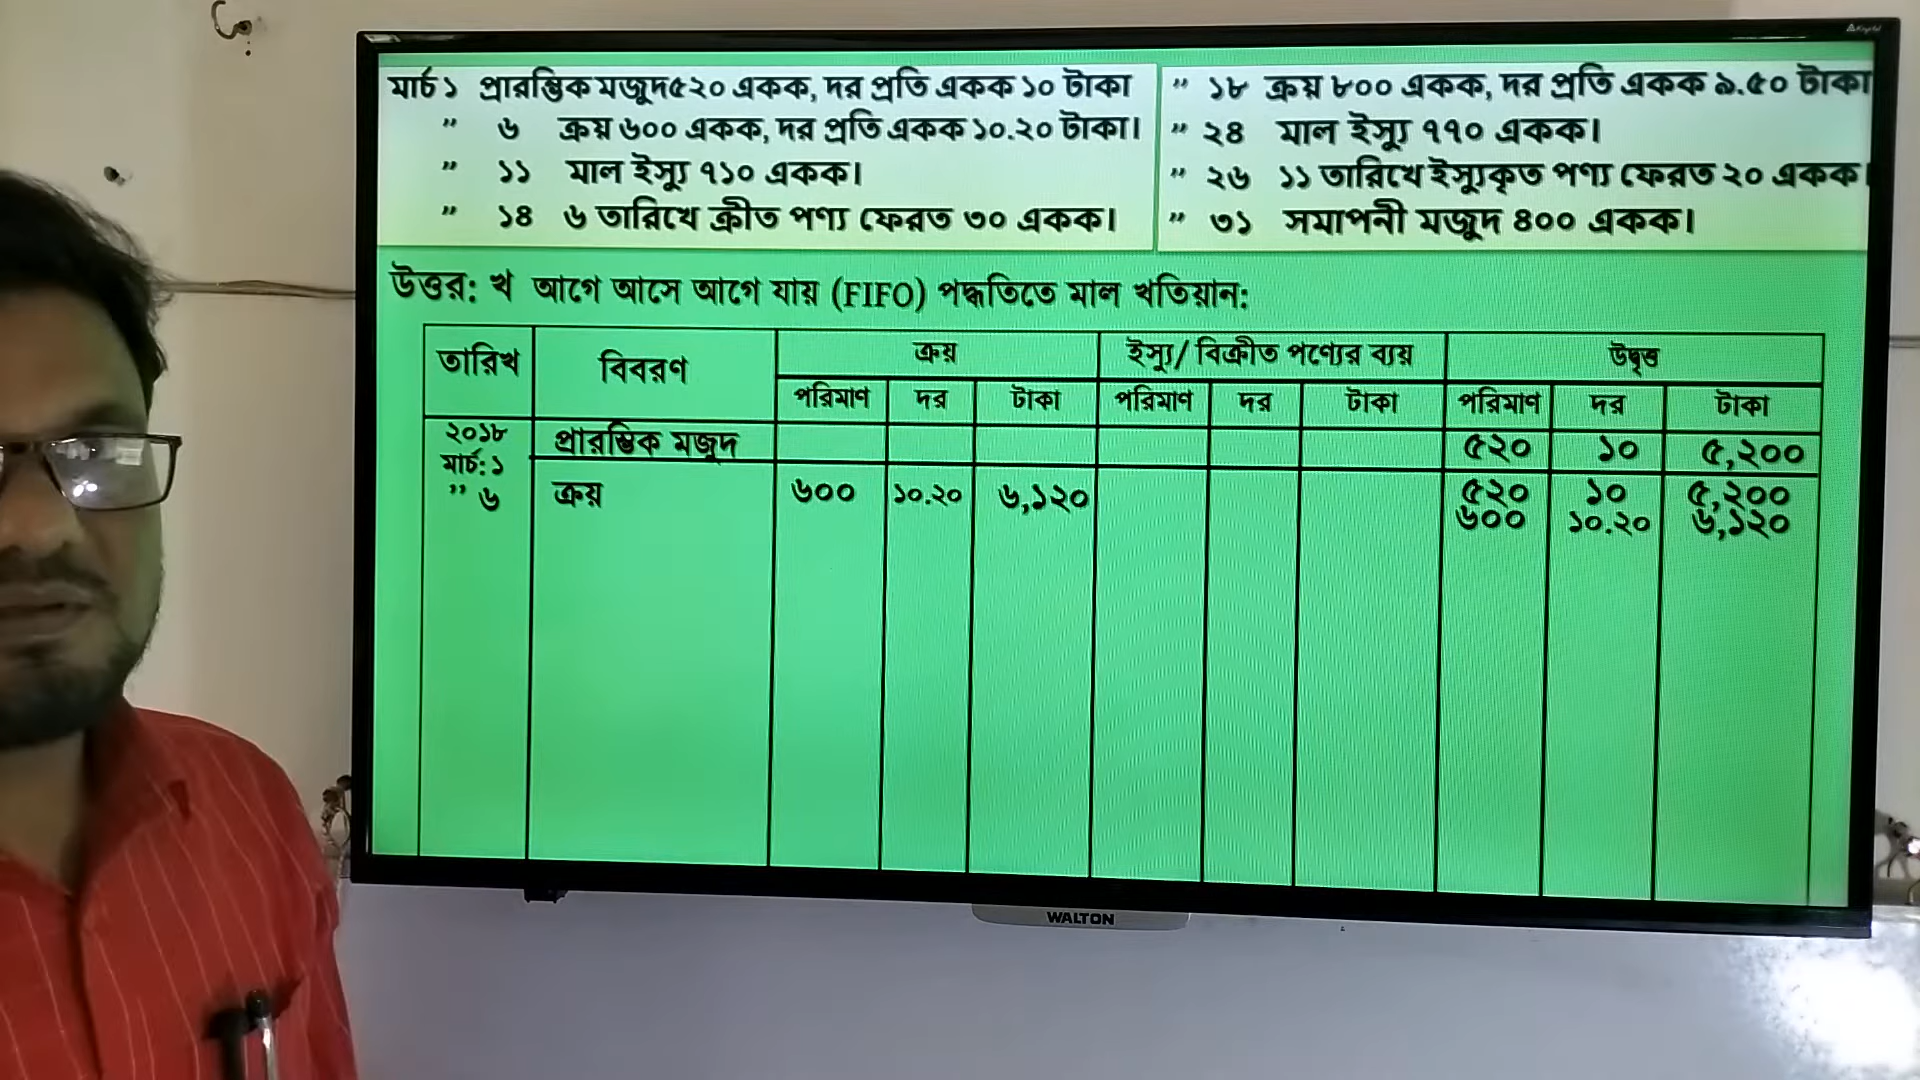 মার্চ ১ প্রারম্ভিক মজুদ৫২০ একক, দর প্রতি একক ১০ টাকা
” ৬ ক্রয় ৬০০ একক, দর প্রতি একক ১০.২০ টাকা।
” ১১ মাল ইস্যু ৭১০ একক।
” ১৪ ৬ তারিখে ক্রীত পণ্য ফেরত ৩০ একক।
” ১৮ ক্রয় ৮০০ একক, দর প্রতি একক ৯.৫০ টাকা
” ২৪ মাল ইস্যু ৭৭০ একক।
” ২৬ ১১ তারিখে ইস্যুকৃত পণ্য ফেরত ২০ একক।
” ৩১ সমাপনী মজুদ ৪০০ একক।
উত্তর: খ আগে আসে আগে যায় (FIFO) পদ্ধতিতে মাল খতিয়ান:
তারিখ বিবরণ ক্রয় ইস্যু/ বিক্রীত পণ্যের ব্যয় উদ্বৃত্ত
পরিমাণ দর টাকা পরিমাণ দর টাকা পরিমাণ দর টাকা
২০১৮
মার্চ: ১ প্রারম্ভিক মজুদ ৫২০ ১০ ৫,২০০
” ৬ ক্রয় ৬০০ ১০.২০ ৬,১২০ ৫২০ ১০ ৫,২০০
৬০০ ১০.২০ ৬,১২০
WALTON